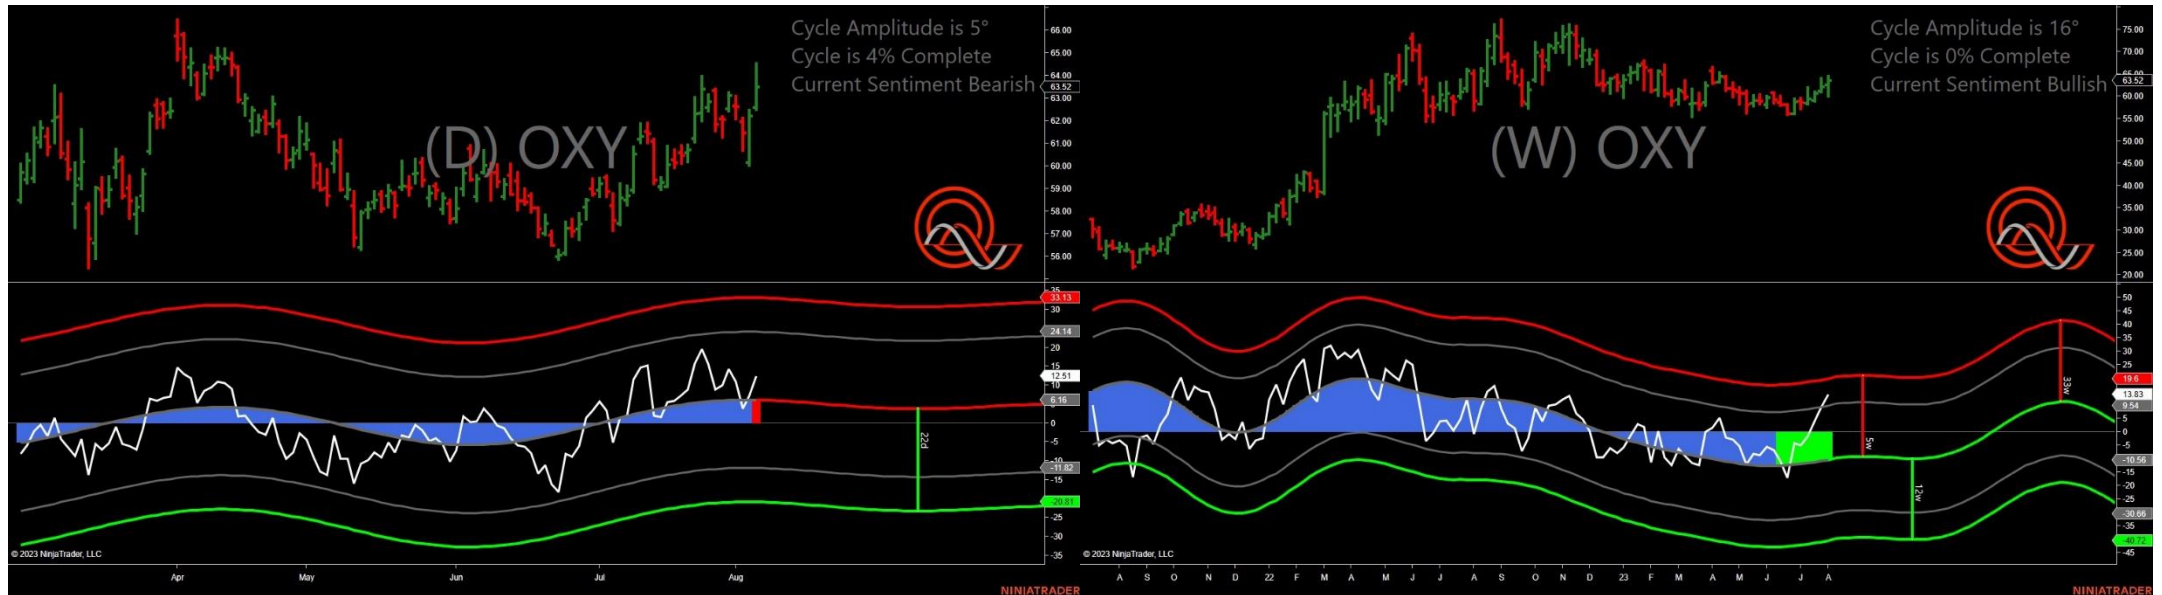 Cycle Amplitude is 5°
Cycle is 4% Complete
Current Sentiment Bearish
(D) OXY
66.00
65.00
64.00
63.52
63.00
62.00
61.00
60.00
59.00
58.00
57.00
56.00
35
33.13
30
24.14
20
15
12.51
10
6.16
5
0
-5
-10
-11.82
-15
-20.81
-25
-30
-35
22d
© 2023 NinjaTrader, LLC
Apr
May
Jun
Jul
Aug
NINJATRADER
Cycle Amplitude is 16°
Cycle is 0% Complete
Current Sentiment Bullish
(W) OXY
75.00
70.00
65.00
63.52
60.00
55.00
50.00
45.00
40.00
35.00
30.00
25.00
20.00
50
45
40
35
30
25
19.6
13.83
9.54
5
0
-5
-10.56
-15
-20
-25
-30.66
-35
-40.72
-45
5w
12w
33w
© 2023 NinjaTrader, LLC
A
S
O
N
D
22
F
M
A
M
J
J
A
S
O
N
D
23
F
M
A
M
J
J
A
NINJATRADER